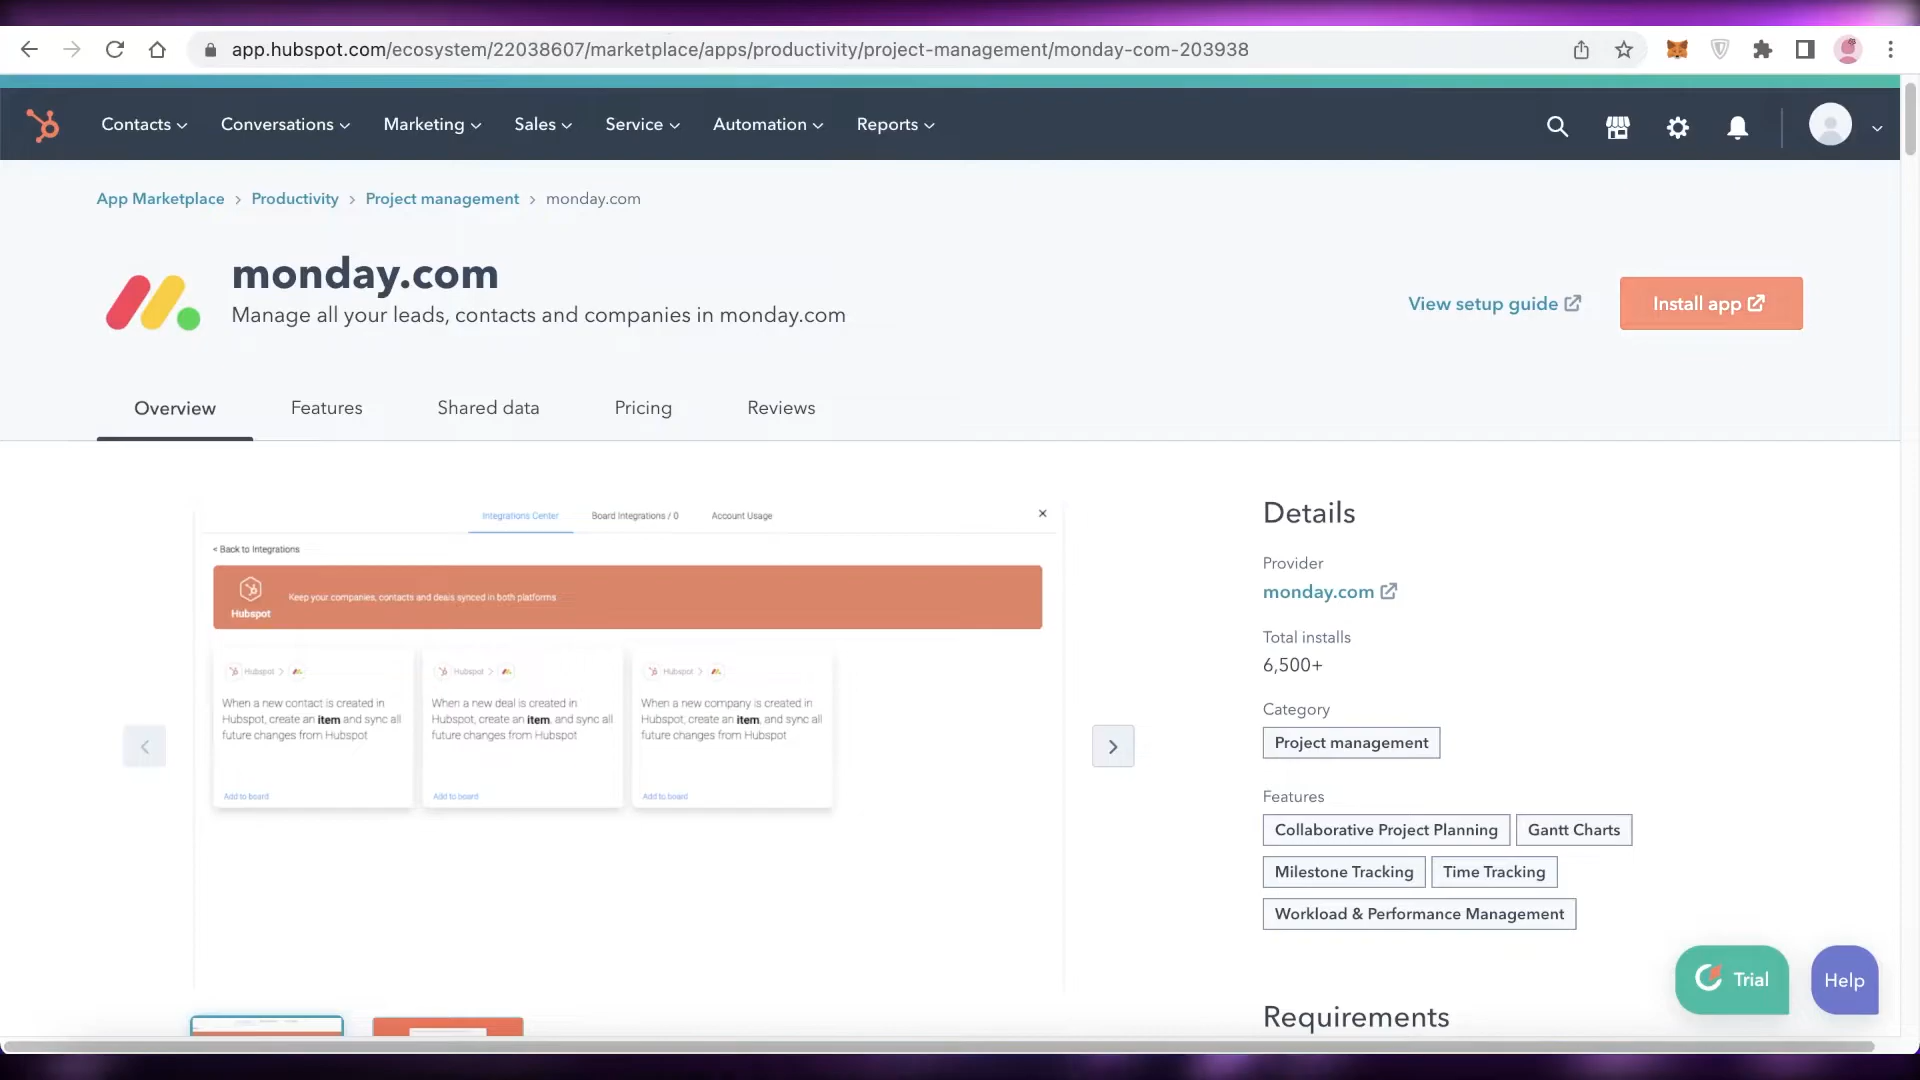 app.hubspot.com/ecosystem/22038607/marketplace/apps/productivity/project-management/monday-com-203938
Contacts Conversations Marketing Sales Service Automation Reports
App Marketplace > Productivity > Project management > monday.com
monday.com
Manage all your leads, contacts and companies in monday.com
View setup guide
Install app
Overview Features Shared data Pricing Reviews
Integrations Center Board Integrations / 0 Account Usage
< Back to Integrations
Hubspot
Keep your companies, contacts and deals synced in both platforms
Hubspot >
When a new contact is created in
Hubspot, create an item and sync all
future changes from Hubspot
Add to board
Hubspot >
When a new deal is created in
Hubspot, create an item, and sync all
future changes from Hubspot
Add to board
Hubspot >
When a new company is created in
Hubspot, create an item, and sync all
future changes from Hubspot
Add to board
Details
Provider
monday.com
Total installs
6,500+
Category
Project management
Features
Collaborative Project Planning
Gantt Charts
Milestone Tracking
Time Tracking
Workload & Performance Management
Requirements
Trial
Help